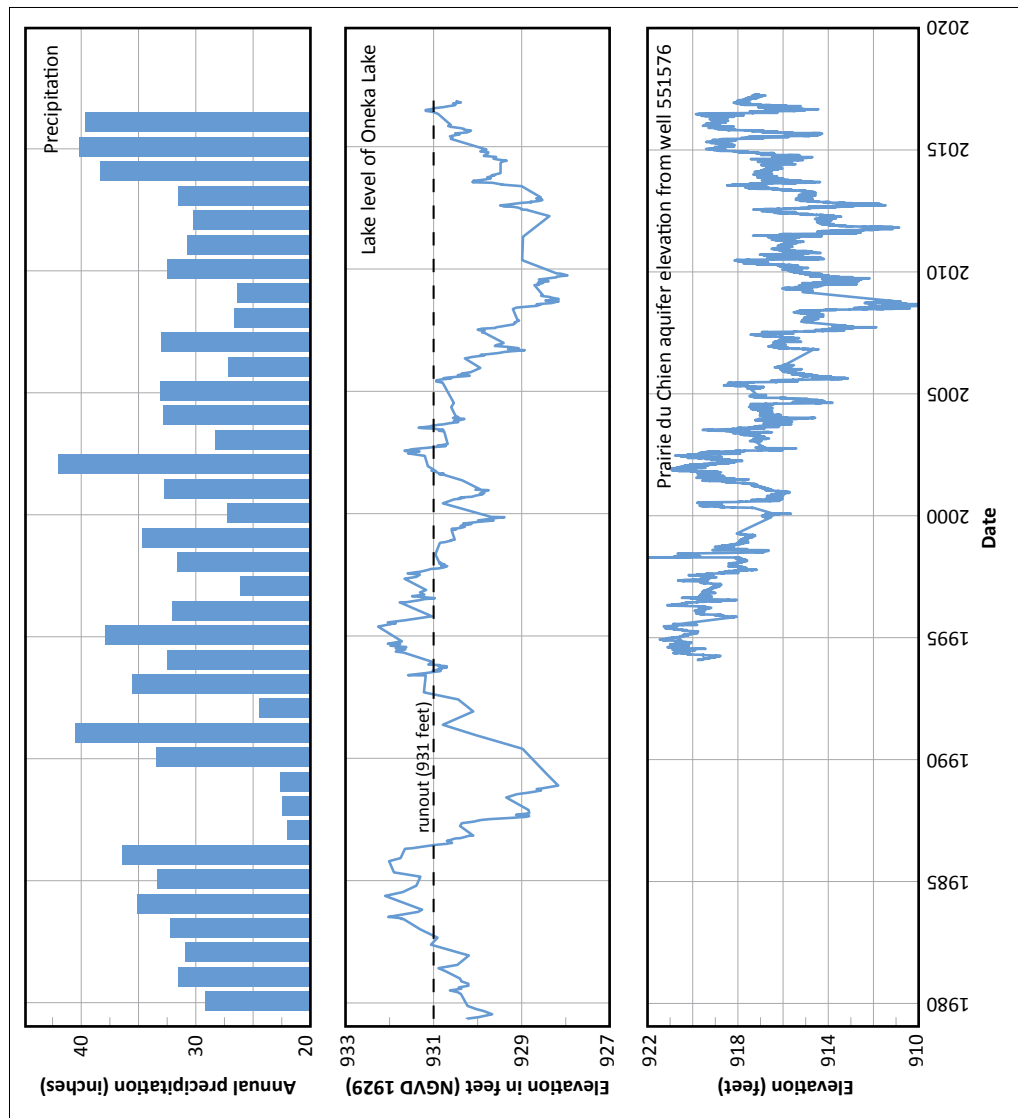 Precipitation
Annual precipitation (inches)
40
30
20
Lake level of Oneka Lake
runout (931 feet)
Elevation in feet (NGVD 1929)
933
931
929
927
Prairie du Chien aquifer elevation from well 551576
Elevation (feet)
922
918
914
910
1980
1985
1990
1995
2000
2005
2010
2015
2020
Date